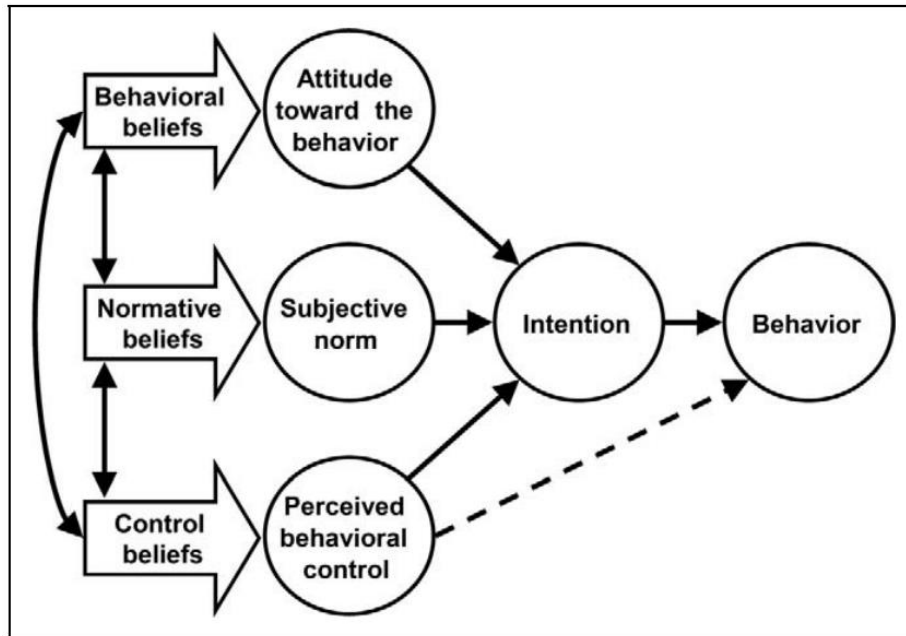 Behavioral
beliefs
Attitude
toward the
behavior
Normative
beliefs
Subjective
norm
Intention
Behavior
Control
beliefs
Perceived
behavioral
control